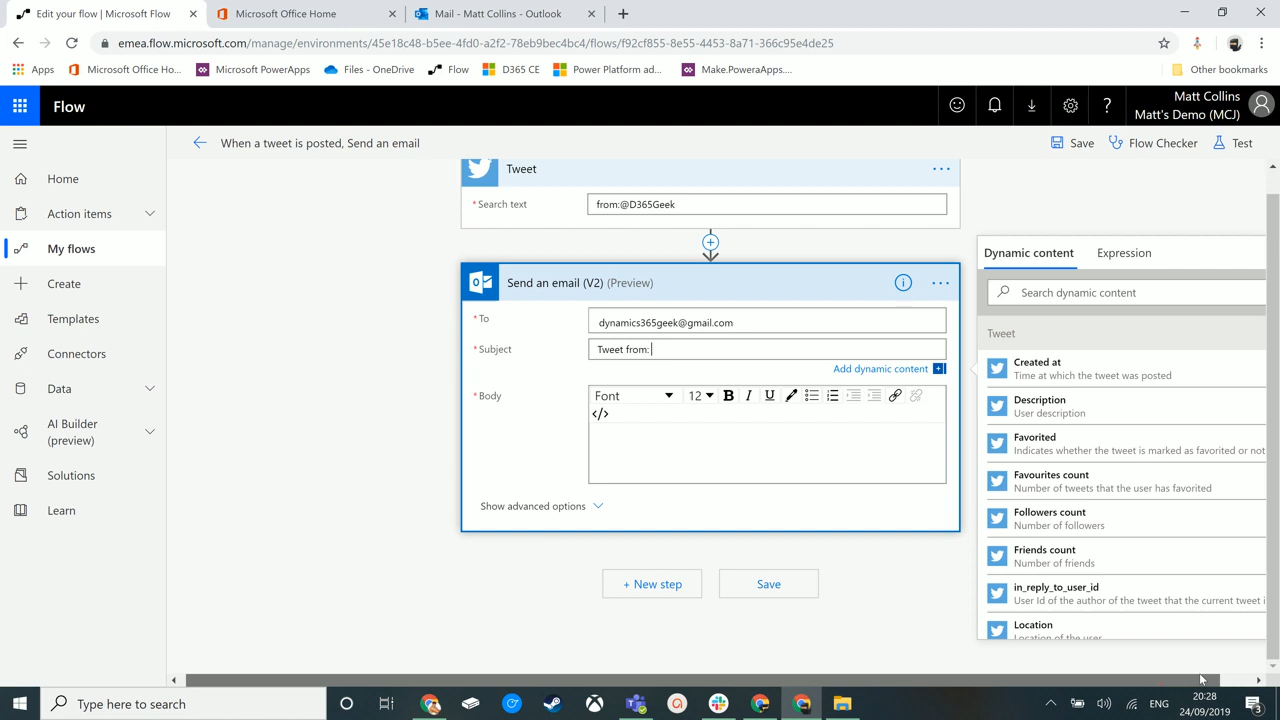 Edit your flow | Microsoft Flow
Microsoft Office Home
Mail - Matt Collins - Outlook
emea.flow.microsoft.com/manage/environments/45e18c48-b5ee-4fd0-a2f2-78eb9bec4bc4/flows/f92cf855-8e55-4453-8a71-366c95e4de25
Apps
Microsoft Office Ho...
Microsoft PowerApps
Files - OneDrive
Flow
D365 CE
Power Platform ad...
Make.PoweraApps....
Other bookmarks
Flow
?
Matt Collins
Matt's Demo (MCJ)
When a tweet is posted, Send an email
Save
Flow Checker
Test
Home
Action items
My flows
Create
Templates
Connectors
Data
AI Builder
(preview)
Solutions
Learn
Tweet
* Search text
from:@D365Geek
Send an email (V2) (Preview)
* To
dynamics365geek@gmail.com
* Subject
Tweet from:
Add dynamic content
* Body
Font
12
B
I
U
</>
Show advanced options
+ New step
Save
Dynamic content
Expression
Search dynamic content
Tweet
Created at
Time at which the tweet was posted
Description
User description
Favorited
Indicates whether the tweet is marked as favorited or not
Favourites count
Number of tweets that the user has favorited
Followers count
Number of followers
Friends count
Number of friends
in_reply_to_user_id
User Id of the author of the tweet that the current tweet i
Location
Location of the user
Type here to search
ENG
20:28
24/09/2019
3